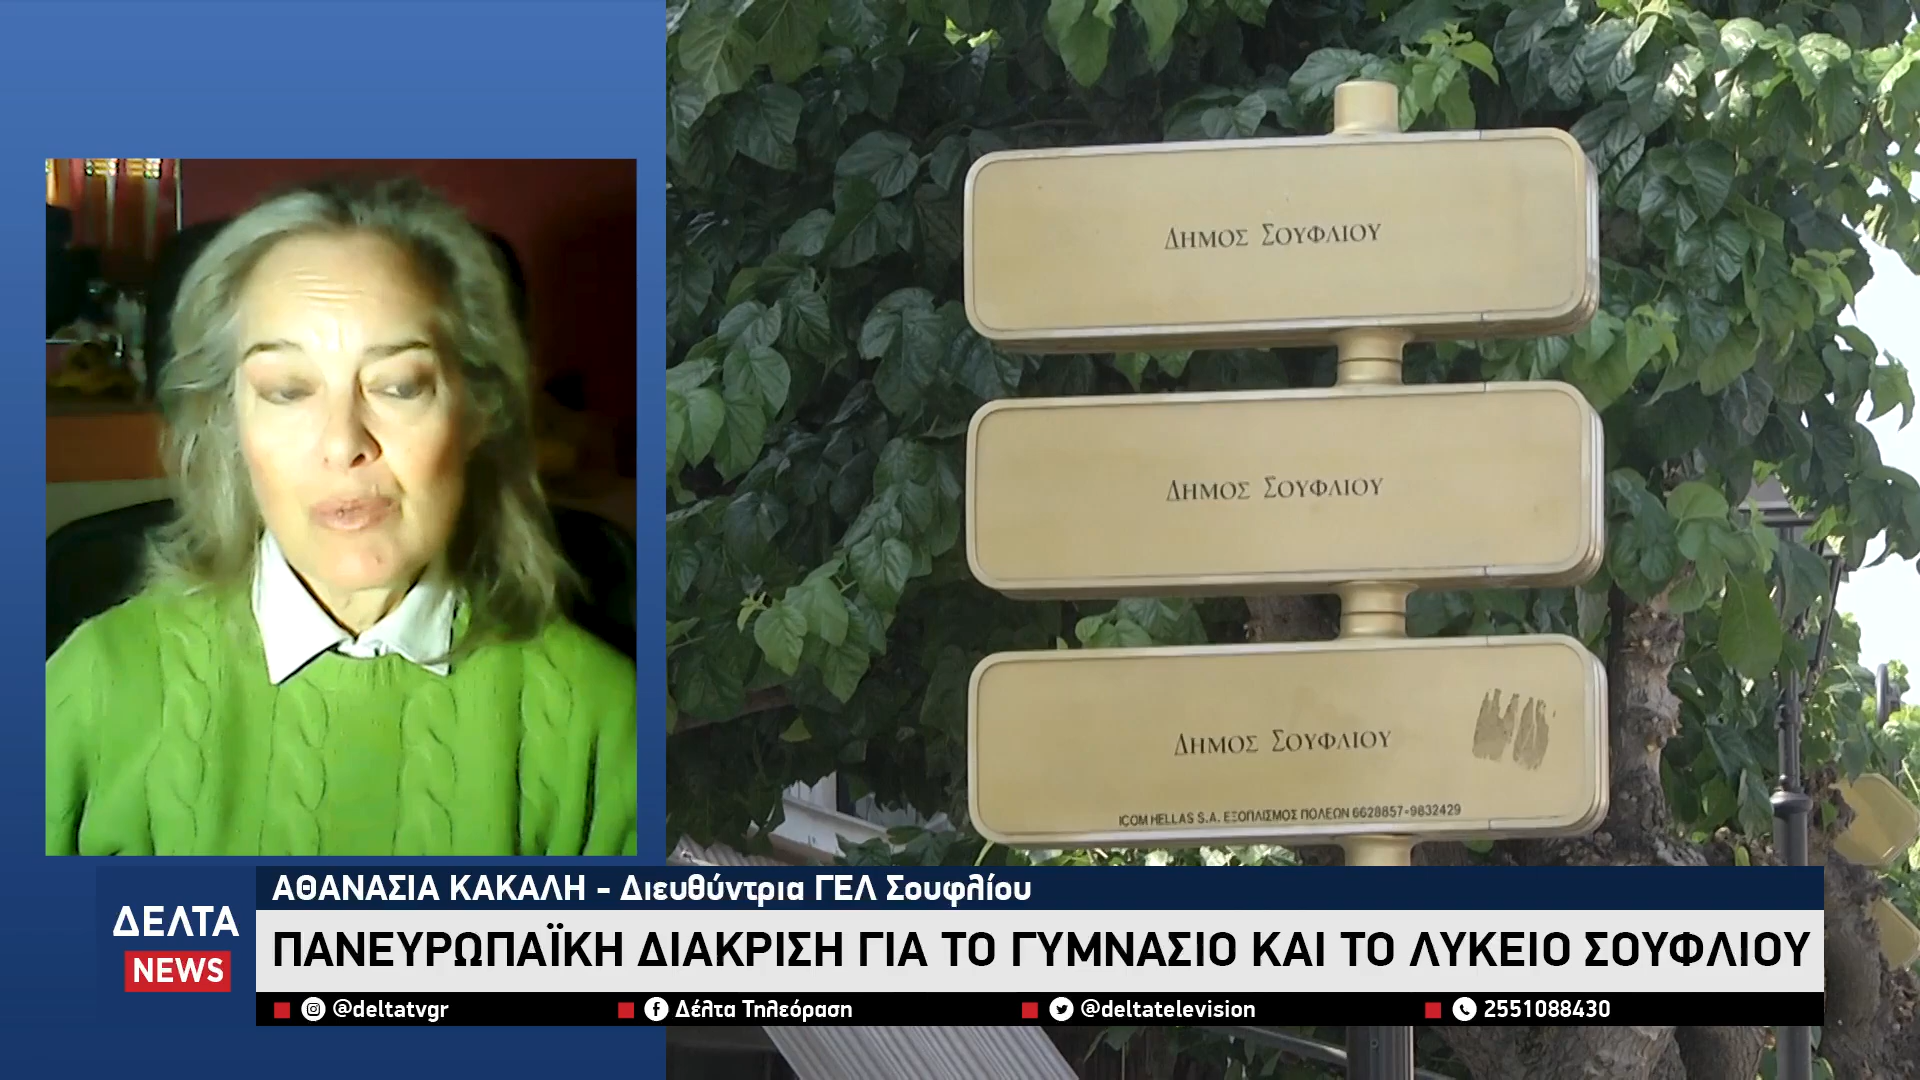 ΔΗΜΟΣ ΣΟΥΦΛΙΟΥ
ΔΗΜΟΣ ΣΟΥΦΛΙΟΥ
ΔΗΜΟΣ ΣΟΥΦΛΙΟΥ
ICOM HELLAS S.A. ΕΞΟΠΛΙΣΜΟΣ ΠΟΛΕΩΝ 6628857-9832429
ΑΘΑΝΑΣΙΑ ΚΑΚΑΛΗ - Διευθύντρια ΓΕΛ Σουφλίου
ΔΕΛΤΑ
NEWS
ΠΑΝΕΥΡΩΠΑΪΚΗ ΔΙΑΚΡΙΣΗ ΓΙΑ ΤΟ ΓΥΜΝΑΣΙΟ ΚΑΙ ΤΟ ΛΥΚΕΙΟ ΣΟΥΦΛΙΟΥ
@deltatvgr Δέλτα Τηλεόραση @deltatelevision 2551088430